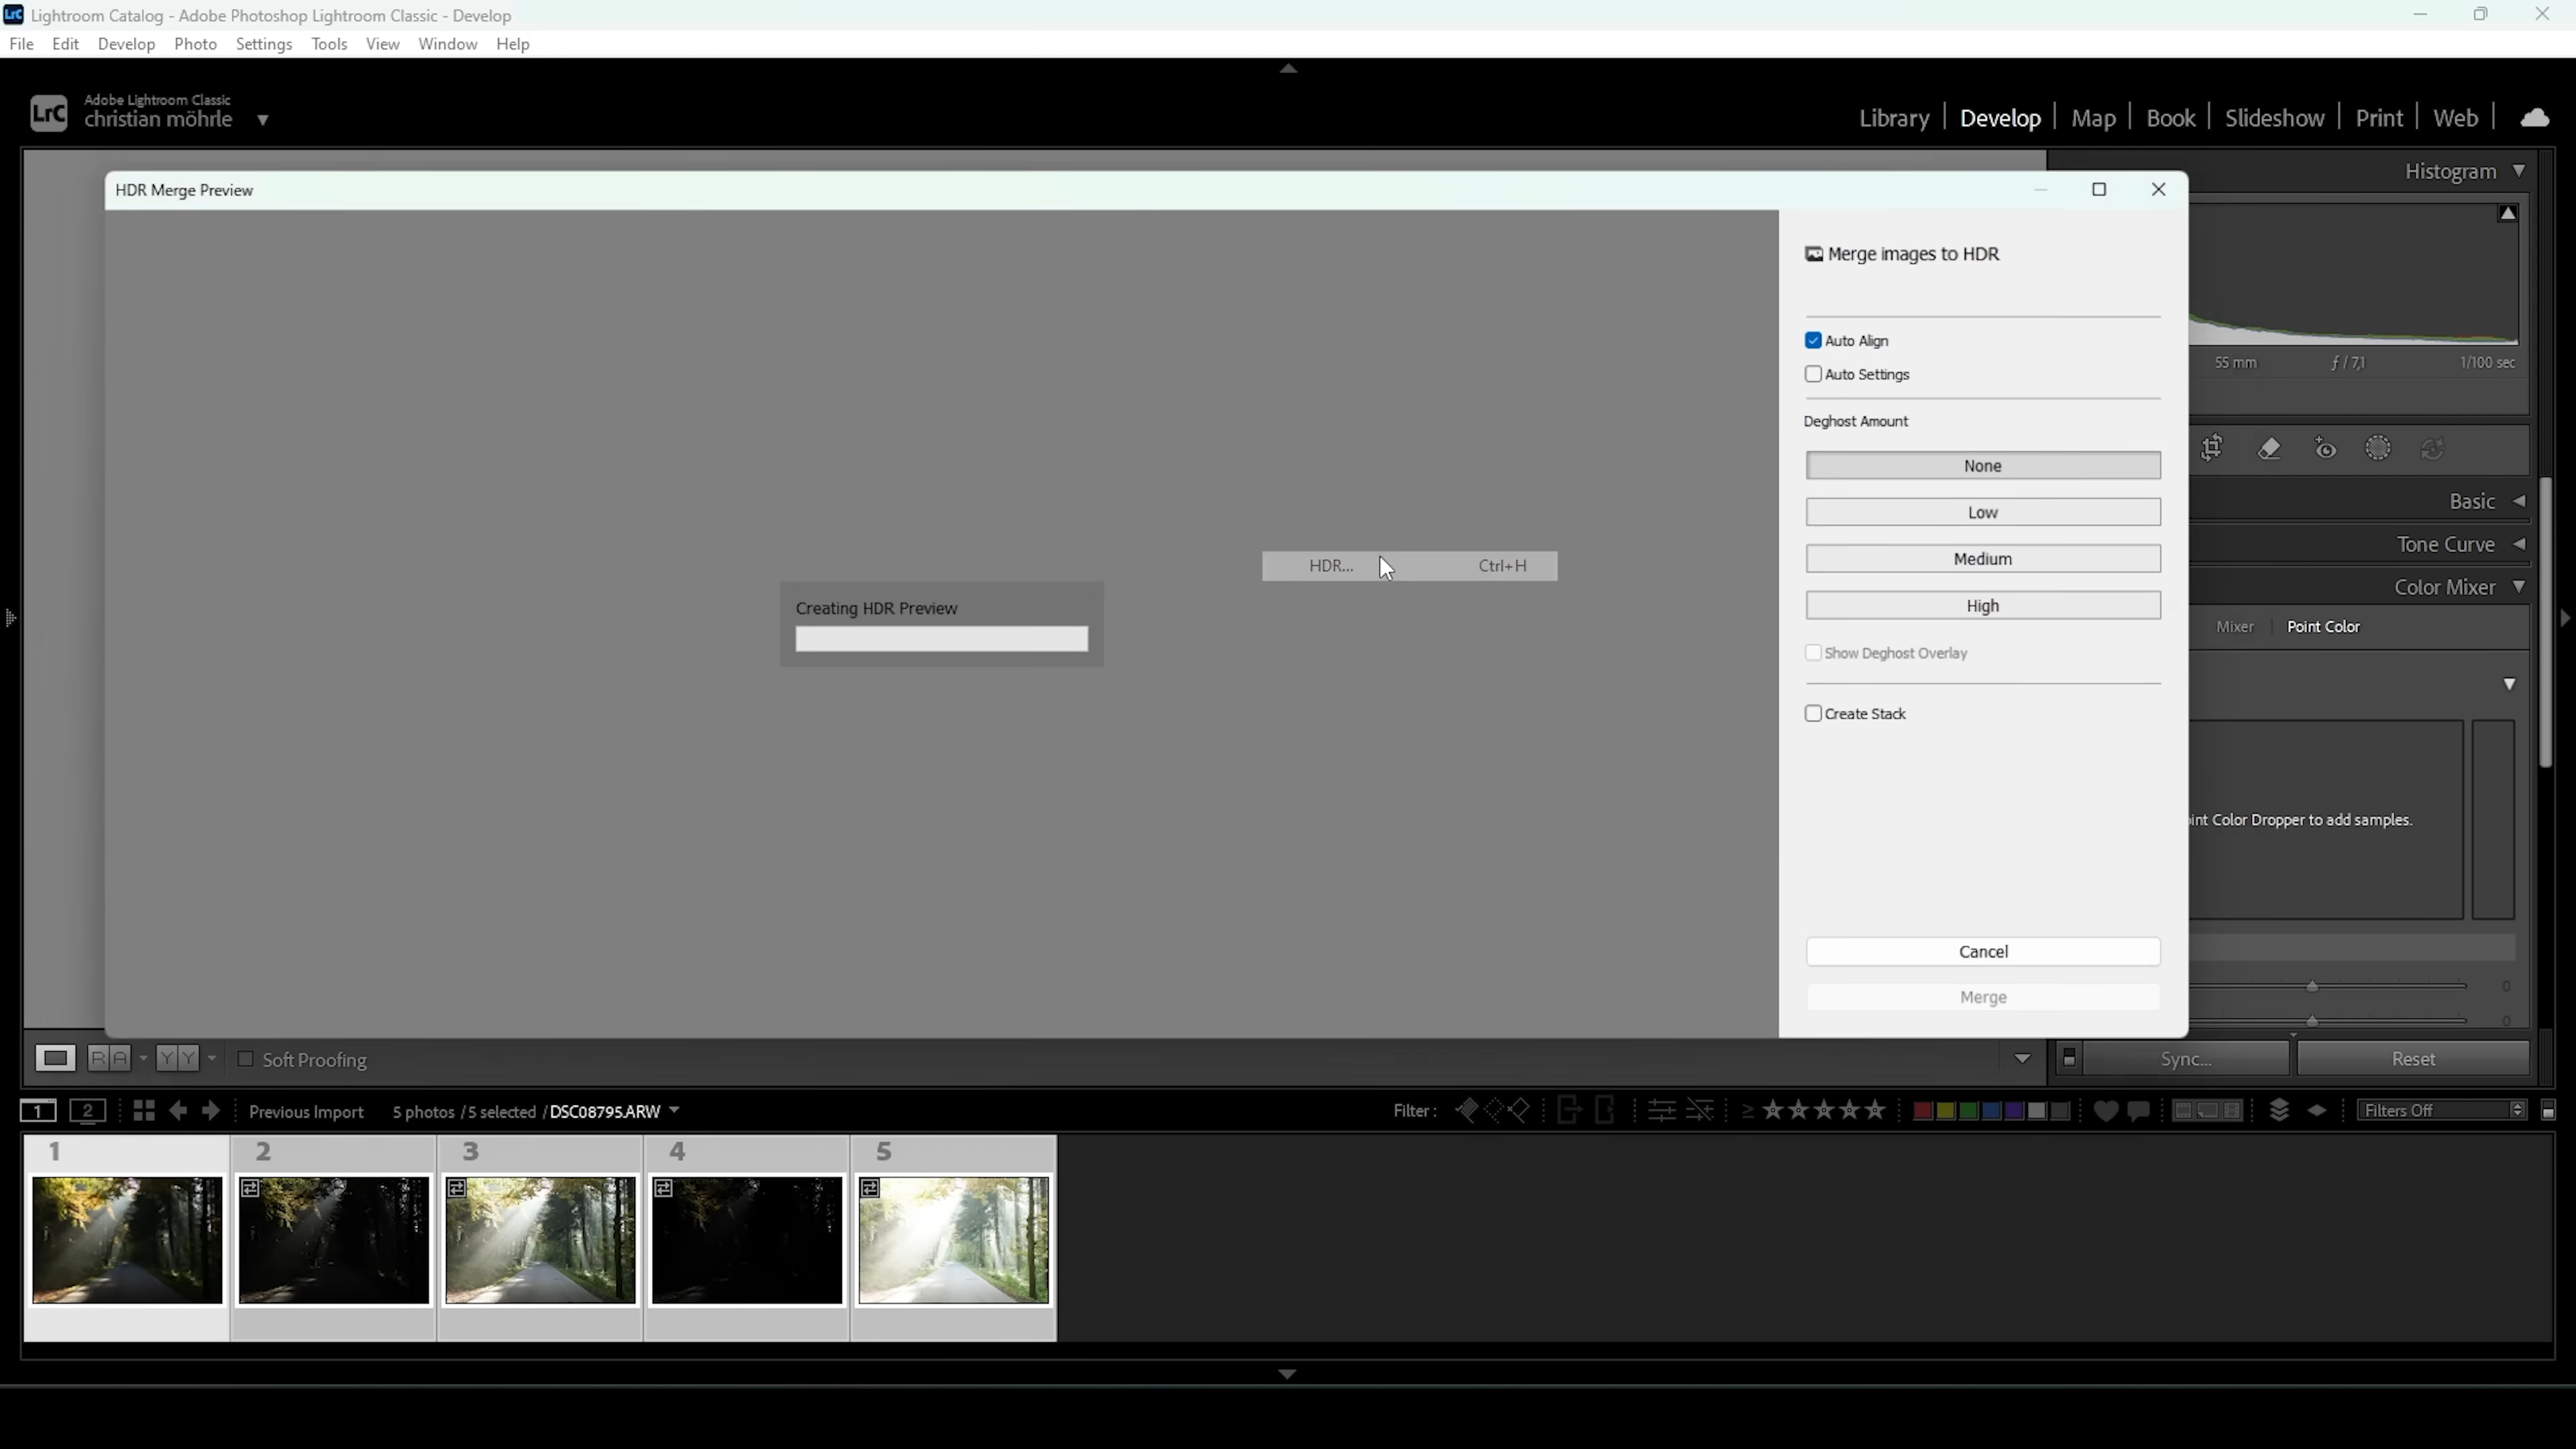 Lightroom Catalog - Adobe Photoshop Lightroom Classic - Develop
File Edit Develop Photo Settings Tools View Window Help
LrC Adobe Lightroom Classic
christian möhrle
Library | Develop | Map | Book | Slideshow | Print | Web |
Histogram
HDR Merge Preview
Merge images to HDR
Auto Align
Auto Settings
55 mm ƒ / 7,1 1/100 sec
Deghost Amount
None
Low
Medium
High
Show Deghost Overlay
Create Stack
Cancel
Merge
HDR... Ctrl+H
Creating HDR Preview
Basic
Tone Curve
Color Mixer
Mixer | Point Color
int Color Dropper to add samples.
0
0
R A Y Y Soft Proofing
Sync... Reset
1 2 Previous Import 5 photos / 5 selected / DSC08795.ARW Filter : ≥ Filters Off
1 2 3 4 5